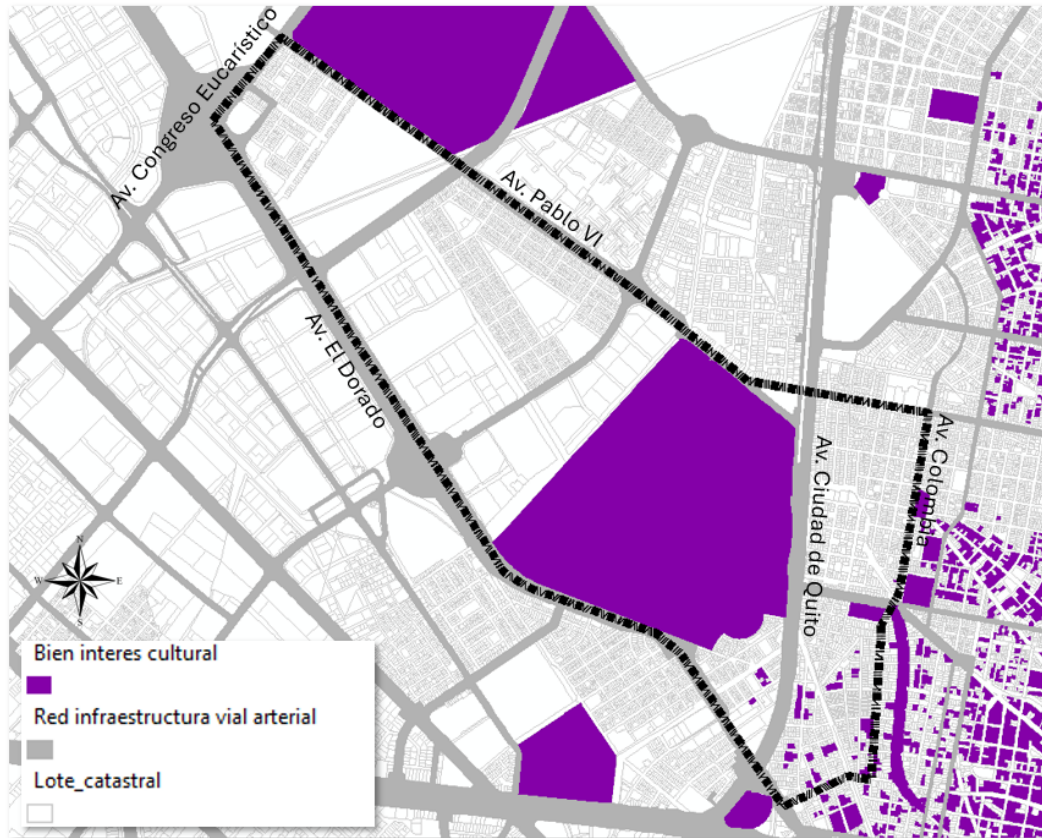 Av. Congreso Eucarístico
Av. Pablo VI
Av. El Dorado
Av. Colombia
Av. Ciudad de Quito
N
W
E
S
Bien interes cultural
Red infraestructura vial arterial
Lote_catastral